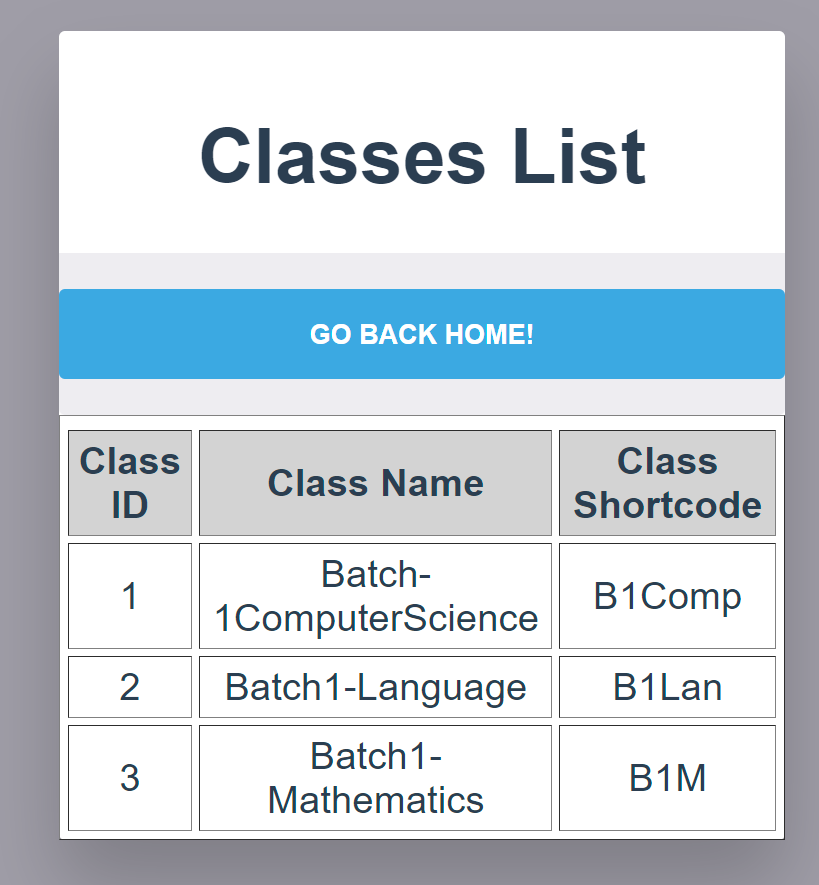 Classes List
GO BACK HOME!
Class
ID
Class Name
Class
Shortcode
1
Batch-
1ComputerScience
B1Comp
2
Batch1-Language
B1Lan
3
Batch1-
Mathematics
B1M